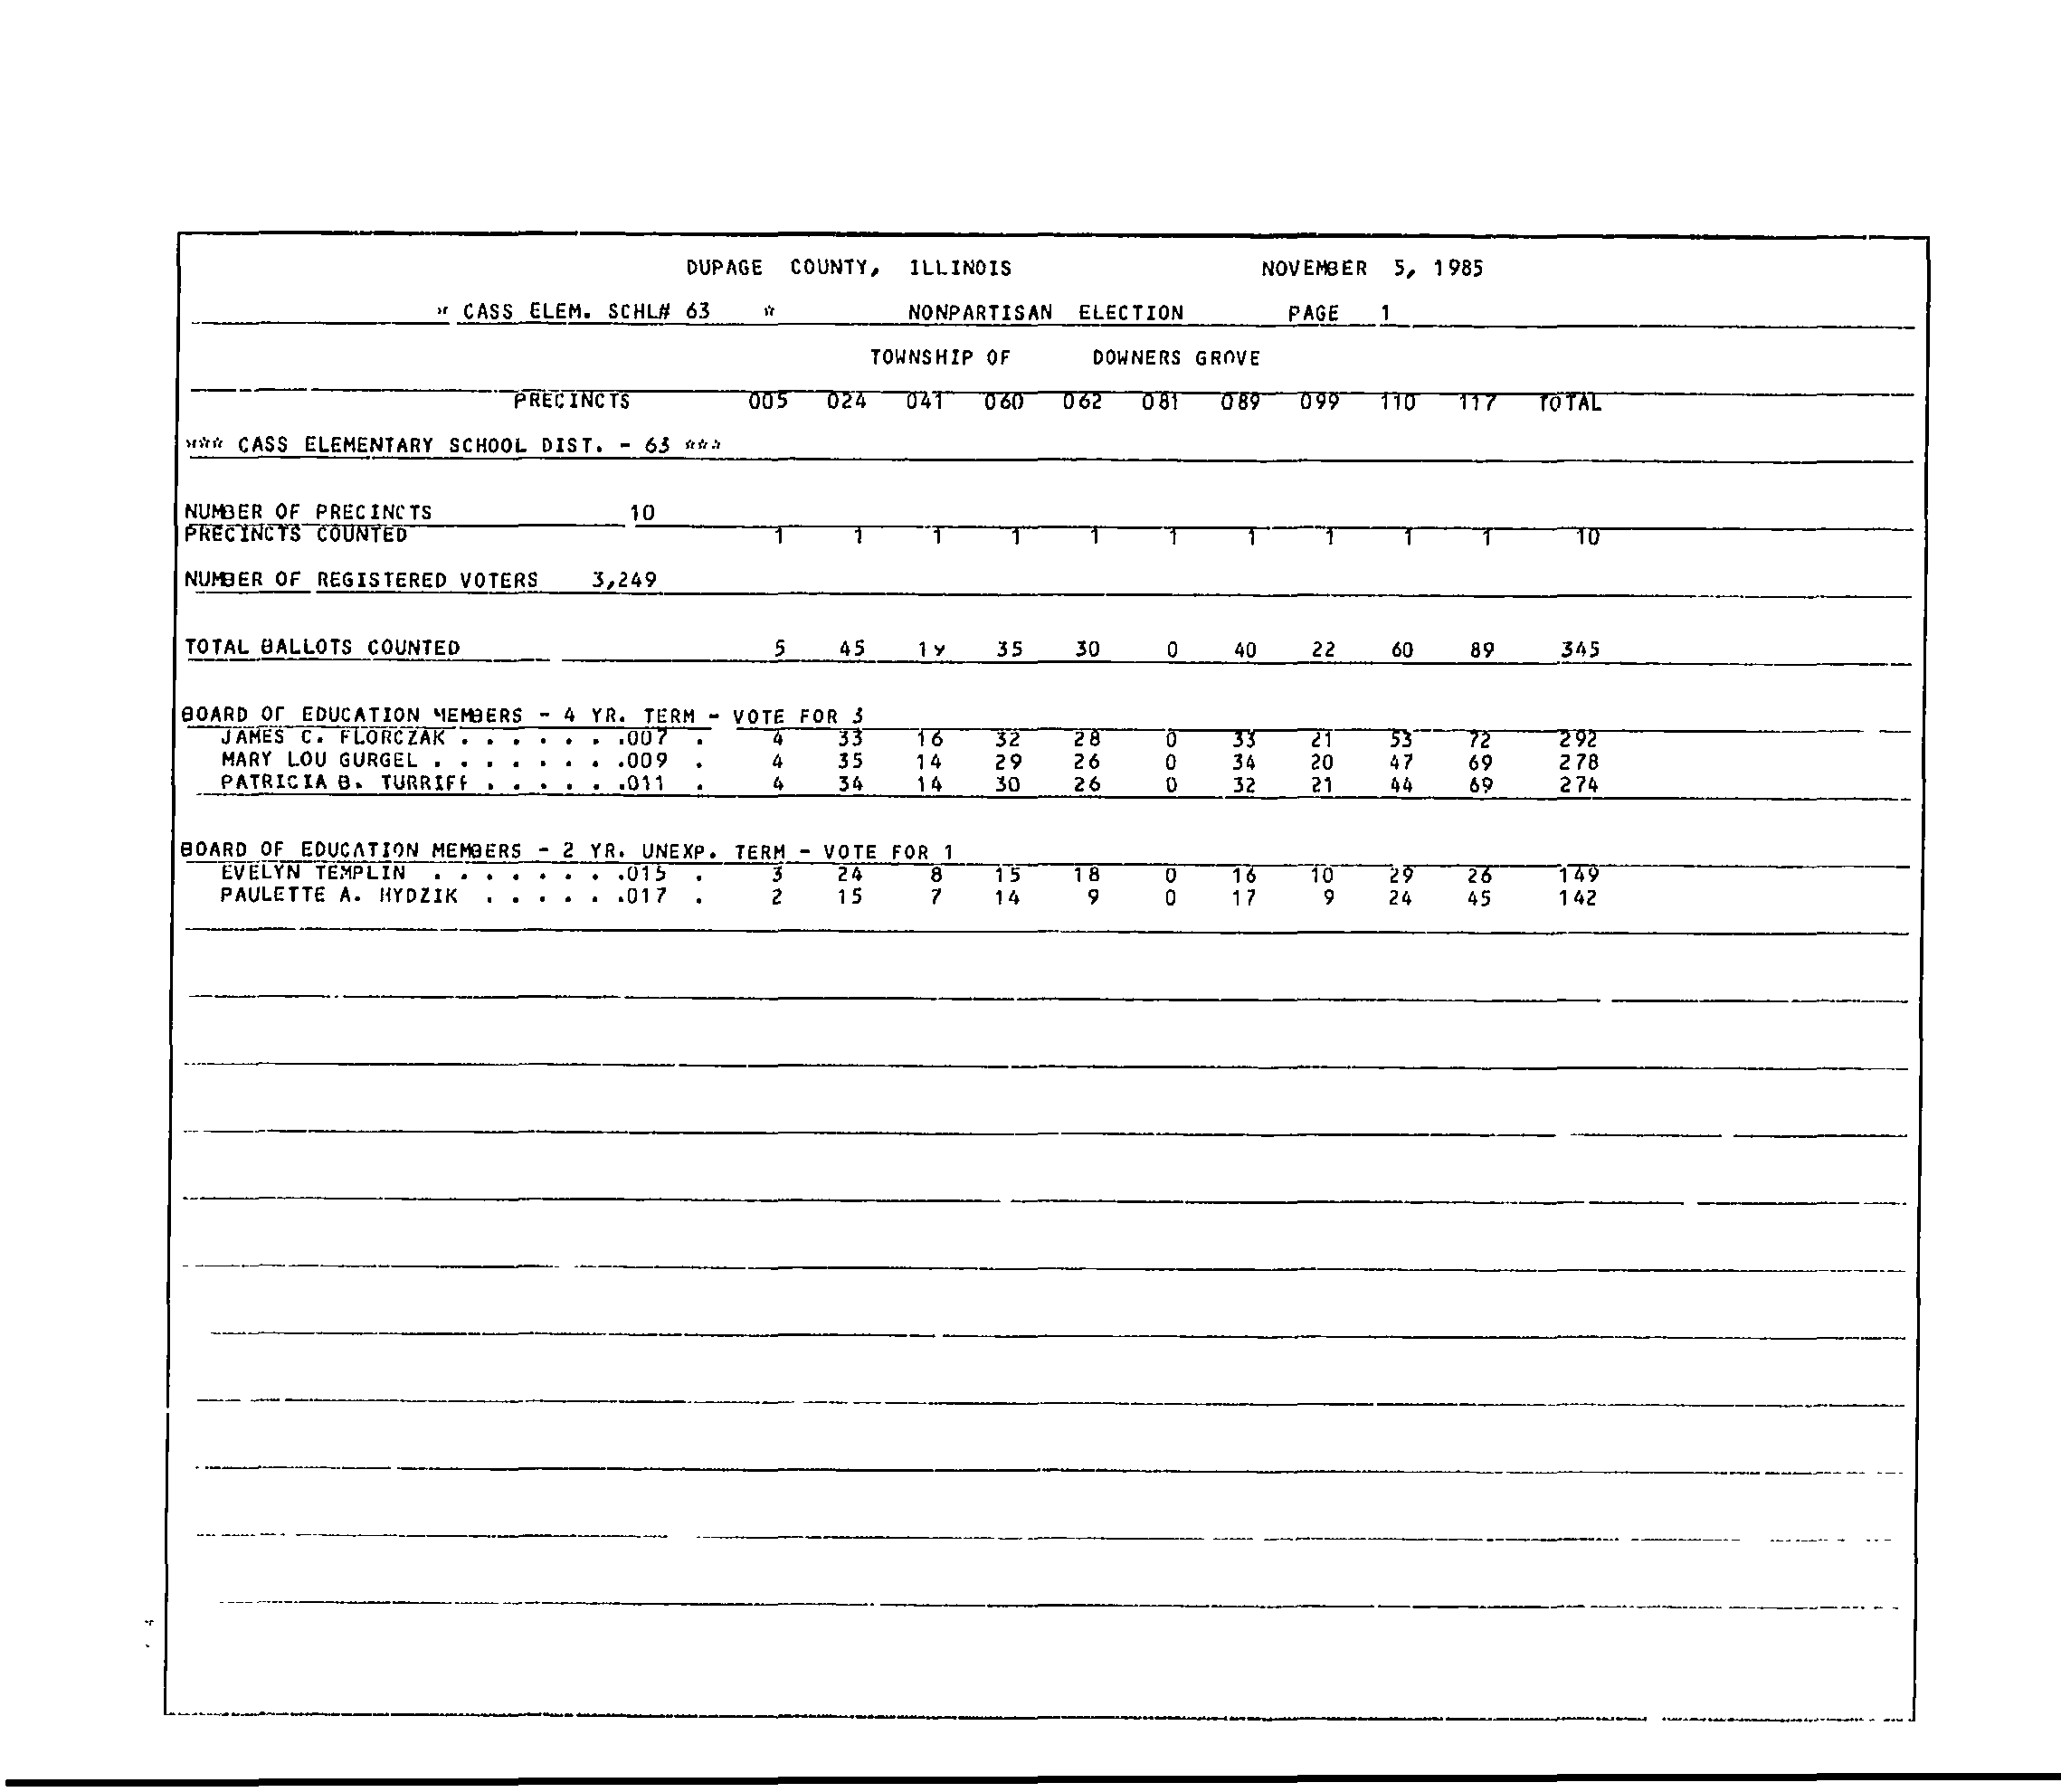 DUPAGE COUNTY, ILLINOIS NOVEMBER 5, 1985
* CASS ELEM. SCHL# 63 * NONPARTISAN ELECTION PAGE 1
TOWNSHIP OF DOWNERS GROVE
PRECINCTS 005 024 041 060 062 081 089 099 110 117 TOTAL
*** CASS ELEMENTARY SCHOOL DIST. - 63 ***
NUMBER OF PRECINCTS 10
PRECINCTS COUNTED 1 1 1 1 1 1 1 1 1 1 10
NUMBER OF REGISTERED VOTERS 3,249
TOTAL BALLOTS COUNTED 5 45 19 35 30 0 40 22 60 89 345
BOARD OF EDUCATION MEMBERS - 4 YR. TERM - VOTE FOR 3
JAMES C. FLORCZAK . . . . . . .007 . 4 33 16 32 28 0 33 21 53 72 292
MARY LOU GURGEL . . . . . . . .009 . 4 35 14 29 26 0 34 20 47 69 278
PATRICIA B. TURRIFF . . . . . .011 . 4 34 14 30 26 0 32 21 44 69 274
BOARD OF EDUCATION MEMBERS - 2 YR. UNEXP. TERM - VOTE FOR 1
EVELYN TEMPLIN . . . . . . . .015 . 3 24 8 15 18 0 16 10 29 26 149
PAULETTE A. HYDZIK . . . . . .017 . 2 15 7 14 9 0 17 9 24 45 142